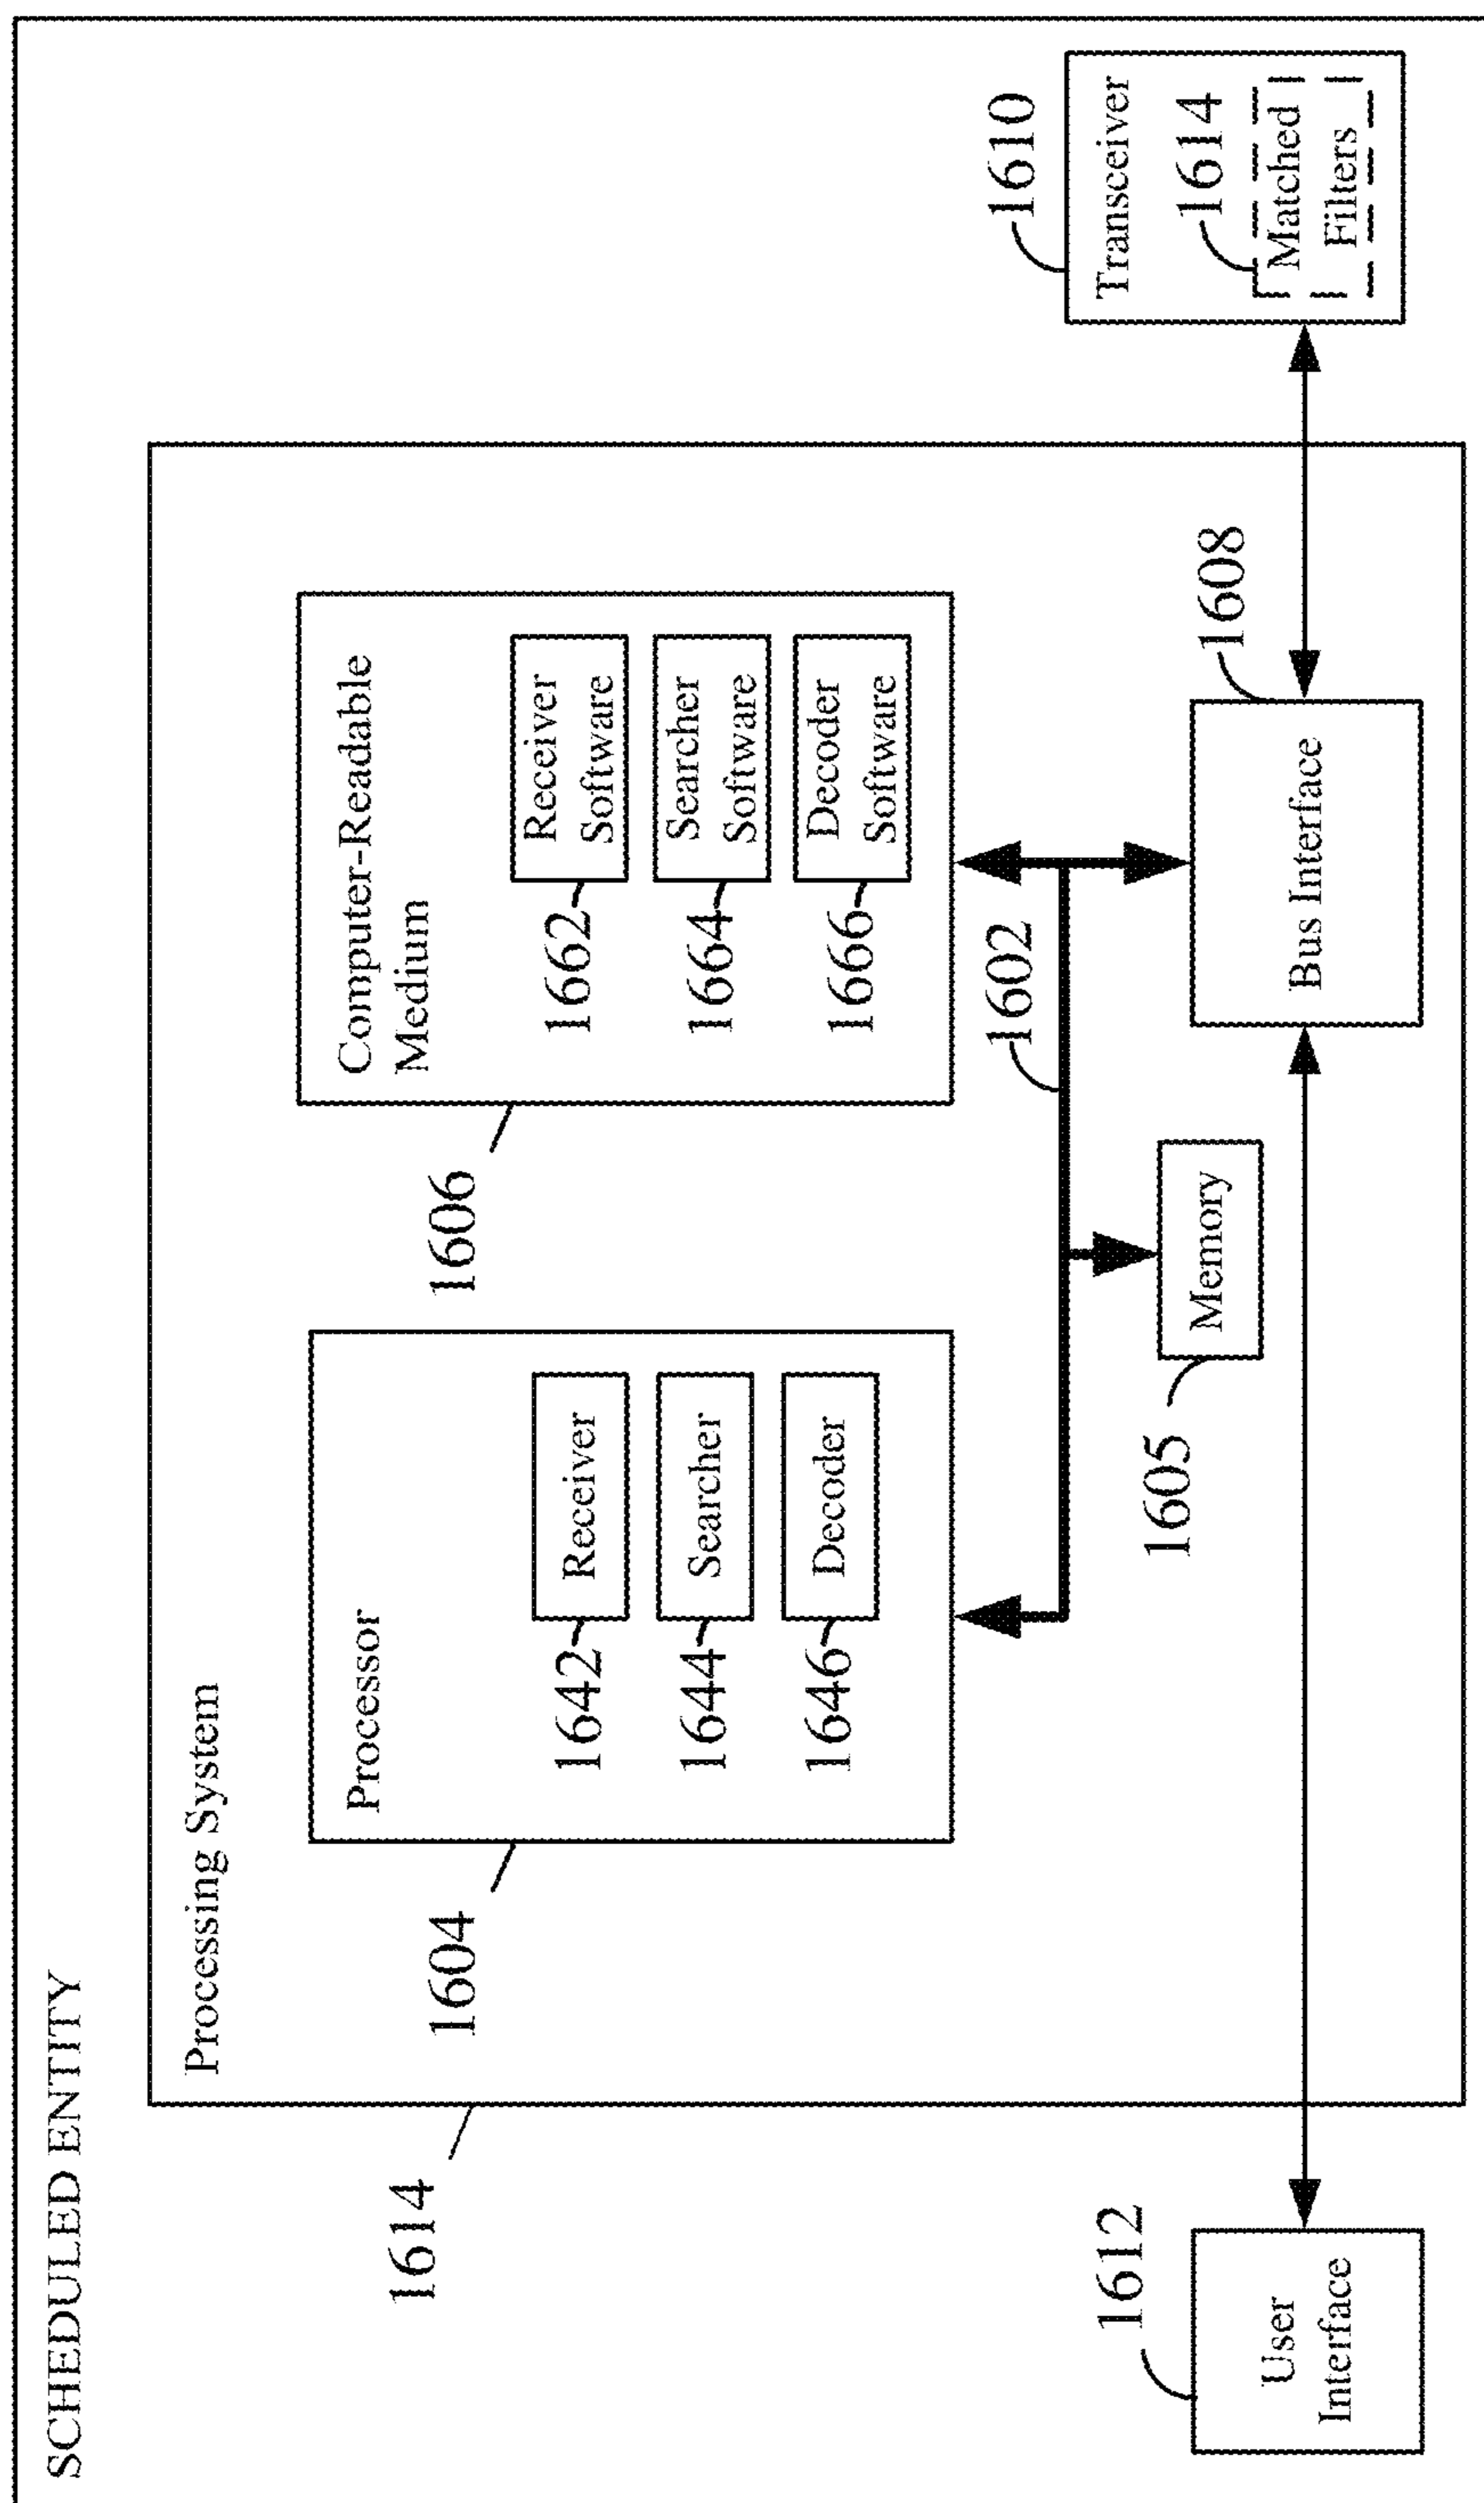 SCHEDULED ENTITY
Processing System
1614
Processor
1604
1642
Receiver
1644
Searcher
1646
Decoder
Computer-Readable
Medium
1606
1662
Receiver
Software
1664
Searcher
Software
1666
Decoder
Software
1602
1605
Memory
1608
Bus Interface
1612
User
Interface
1610
Transceiver
1614
Matched
Filters